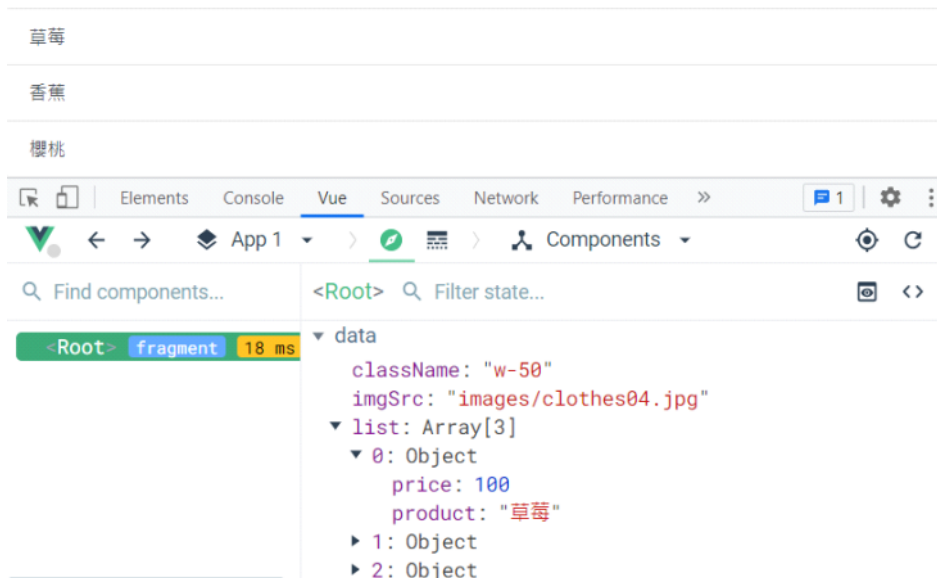 草莓
香蕉
櫻桃
Elements Console Vue Sources Network Performance » 1
App 1 Components
Find components...
<Root> Filter state...
<Root> fragment 18 ms
data
className: "w-50"
imgSrc: "images/clothes04.jpg"
list: Array[3]
0: Object
price: 100
product: "草莓"
1: Object
2: Object